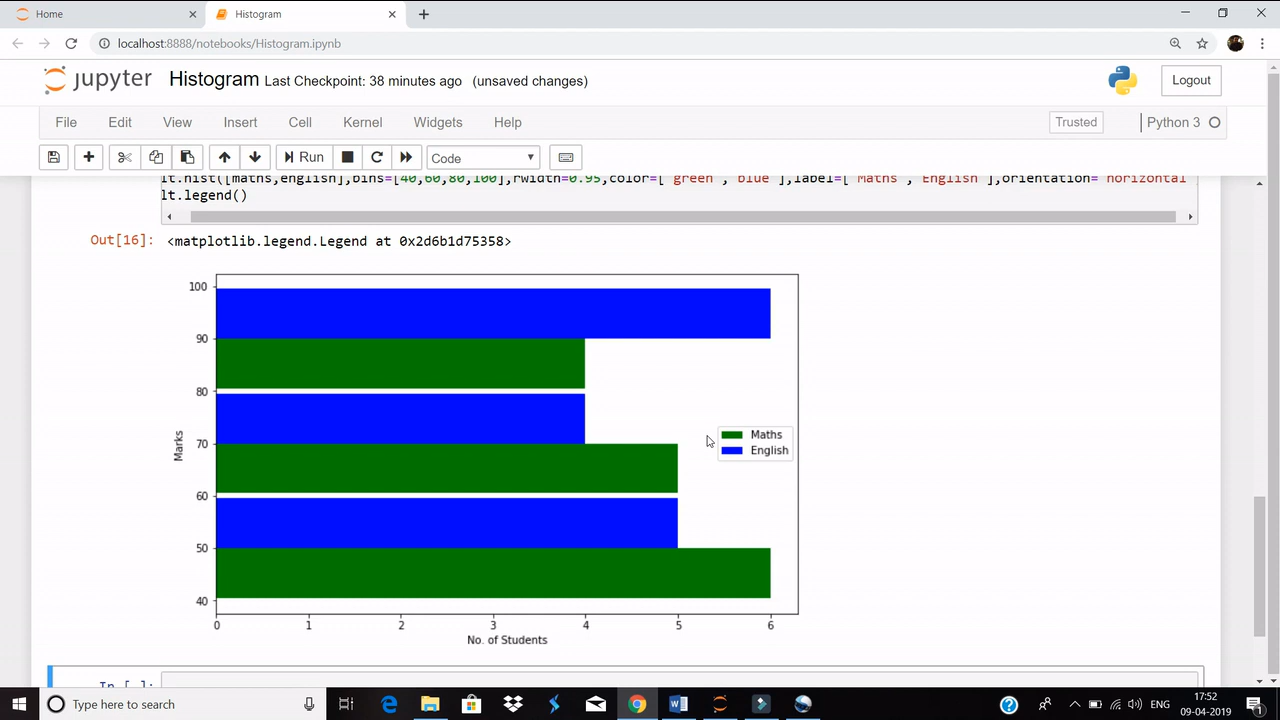 Home
Histogram
localhost:8888/notebooks/Histogram.ipynb
jupyter Histogram Last Checkpoint: 38 minutes ago (unsaved changes)
Logout
File Edit View Insert Cell Kernel Widgets Help
Trusted
Python 3
Run
Code
lt.hist([maths,english],bins=[40,60,80,100],rwidth=0.95,color=['green','blue'],label=['Maths','English'],orientation='horizontal
lt.legend()
Out[16]: <matplotlib.legend.Legend at 0x2d6b1d75358>
100
90
80
70
60
50
40
Marks
Maths
English
0 1 2 3 4 5 6
No. of Students
In [ ]:
Type here to search
ENG
17:52
09-04-2019
1